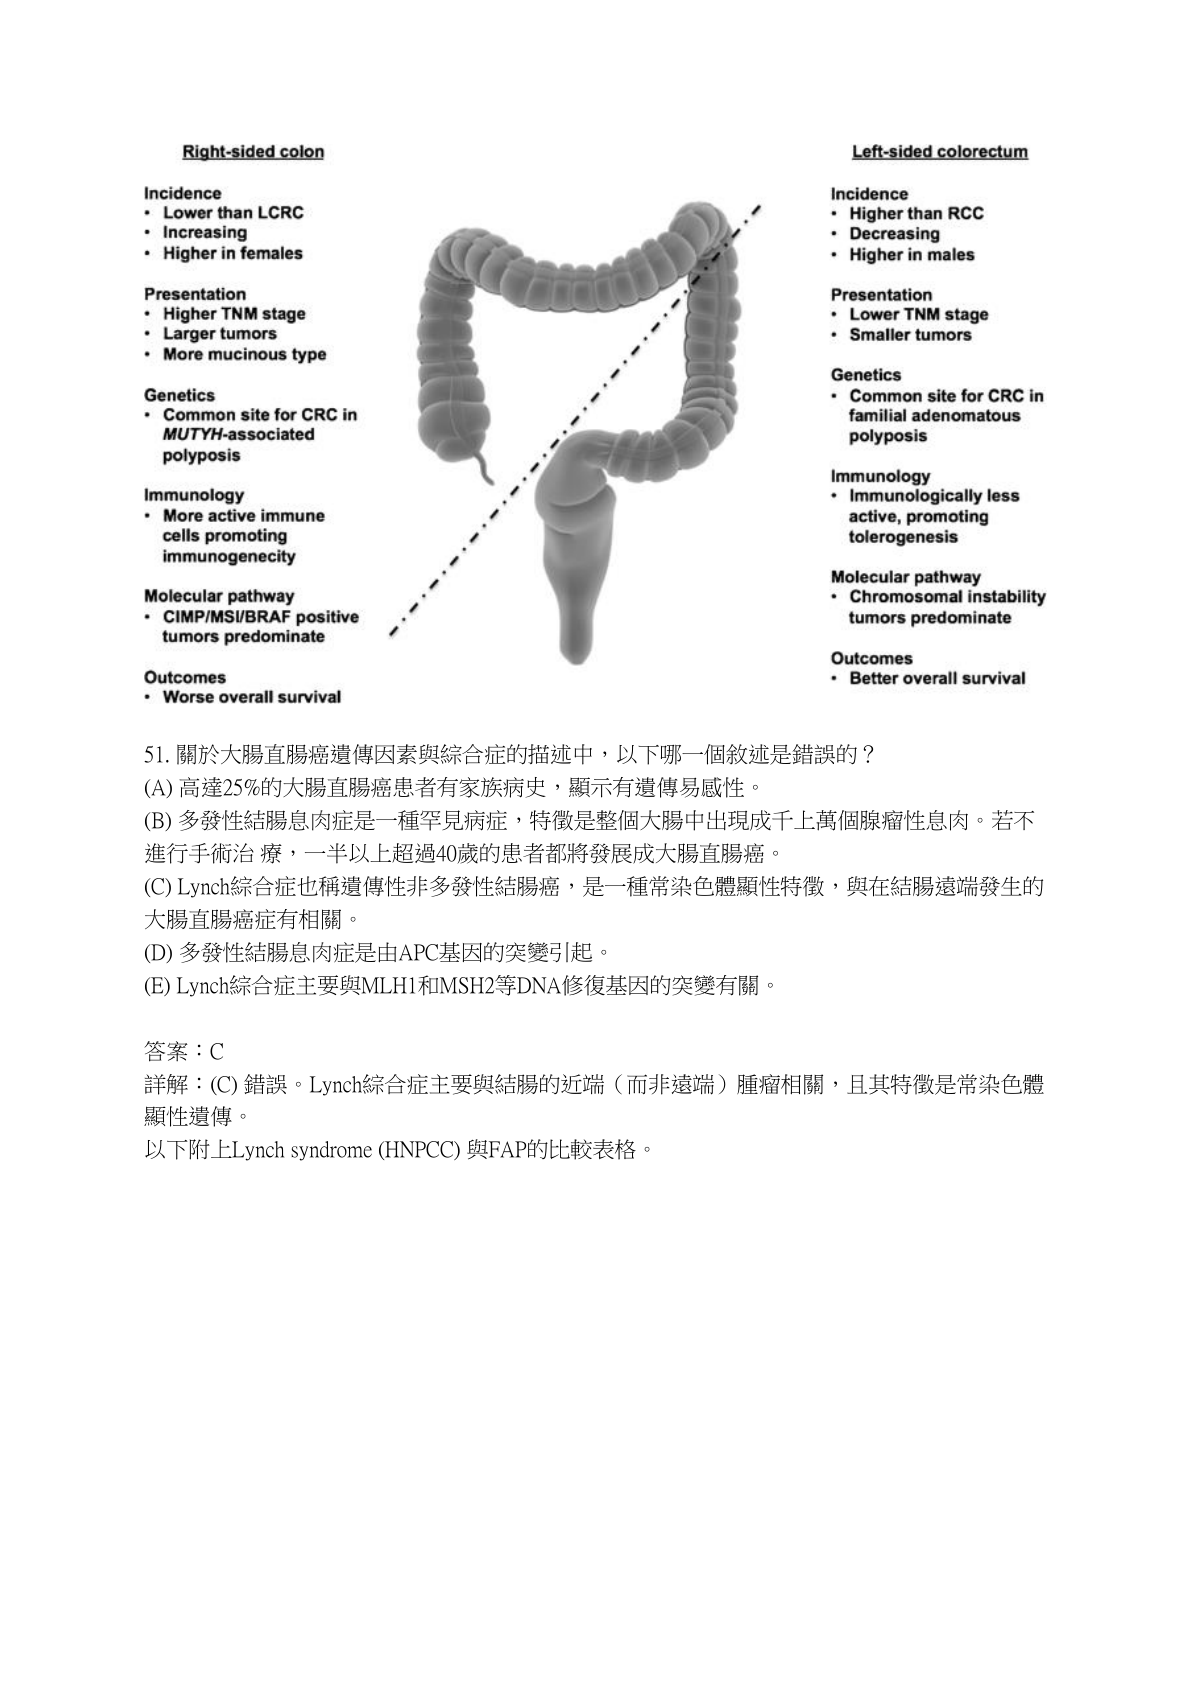 Right-sided colon
Incidence
• Lower than LCRC
• Increasing
• Higher in females
Presentation
• Higher TNM stage
• Larger tumors
• More mucinous type
Genetics
• Common site for CRC in
MUTYH-associated
polyposis
Immunology
• More active immune
cells promoting
immunogenecity
Molecular pathway
• CIMP/MSI/BRAF positive
tumors predominate
Outcomes
• Worse overall survival
Left-sided colorectum
Incidence
• Higher than RCC
• Decreasing
• Higher in males
Presentation
• Lower TNM stage
• Smaller tumors
Genetics
• Common site for CRC in
familial adenomatous
polyposis
Immunology
• Immunologically less
active, promoting
tolerogenesis
Molecular pathway
• Chromosomal instability
tumors predominate
Outcomes
• Better overall survival
51. 關於大腸直腸癌遺傳因素與綜合症的描述中，以下哪一個敘述是錯誤的？
(A) 高達25%的大腸直腸癌患者有家族病史，顯示有遺傳易感性。
(B) 多發性結腸息肉症是一種罕見病症，特徵是整個大腸中出現成千上萬個腺瘤性息肉。若不
進行手術治 療，一半以上超過40歲的患者都將發展成大腸直腸癌。
(C) Lynch綜合症也稱遺傳性非多發性結腸癌，是一種常染色體顯性特徵，與在結腸遠端發生的
大腸直腸癌症有相關。
(D) 多發性結腸息肉症是由APC基因的突變引起。
(E) Lynch綜合症主要與MLH1和MSH2等DNA修復基因的突變有關。
答案：C
詳解：(C) 錯誤。Lynch綜合症主要與結腸的近端（而非遠端）腫瘤相關，且其特徵是常染色體
顯性遺傳。
以下附上Lynch syndrome (HNPCC) 與FAP的比較表格。